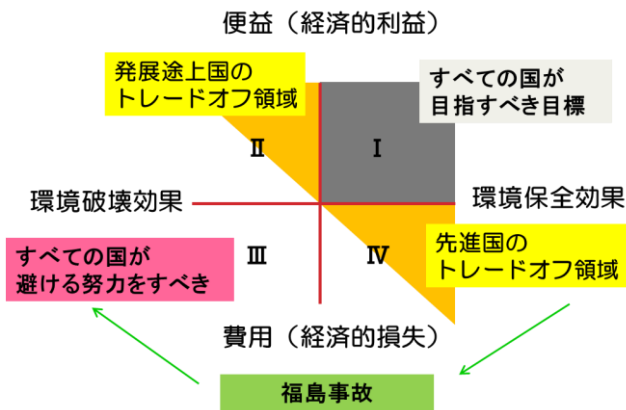 便益（経済的利益）
発展途上国の
トレードオフ領域
すべての国が
目指すべき目標
Ⅱ
Ⅰ
環境破壊効果
環境保全効果
すべての国が
避ける努力をすべき
Ⅲ
Ⅳ
先進国の
トレードオフ領域
費用（経済的損失）
福島事故